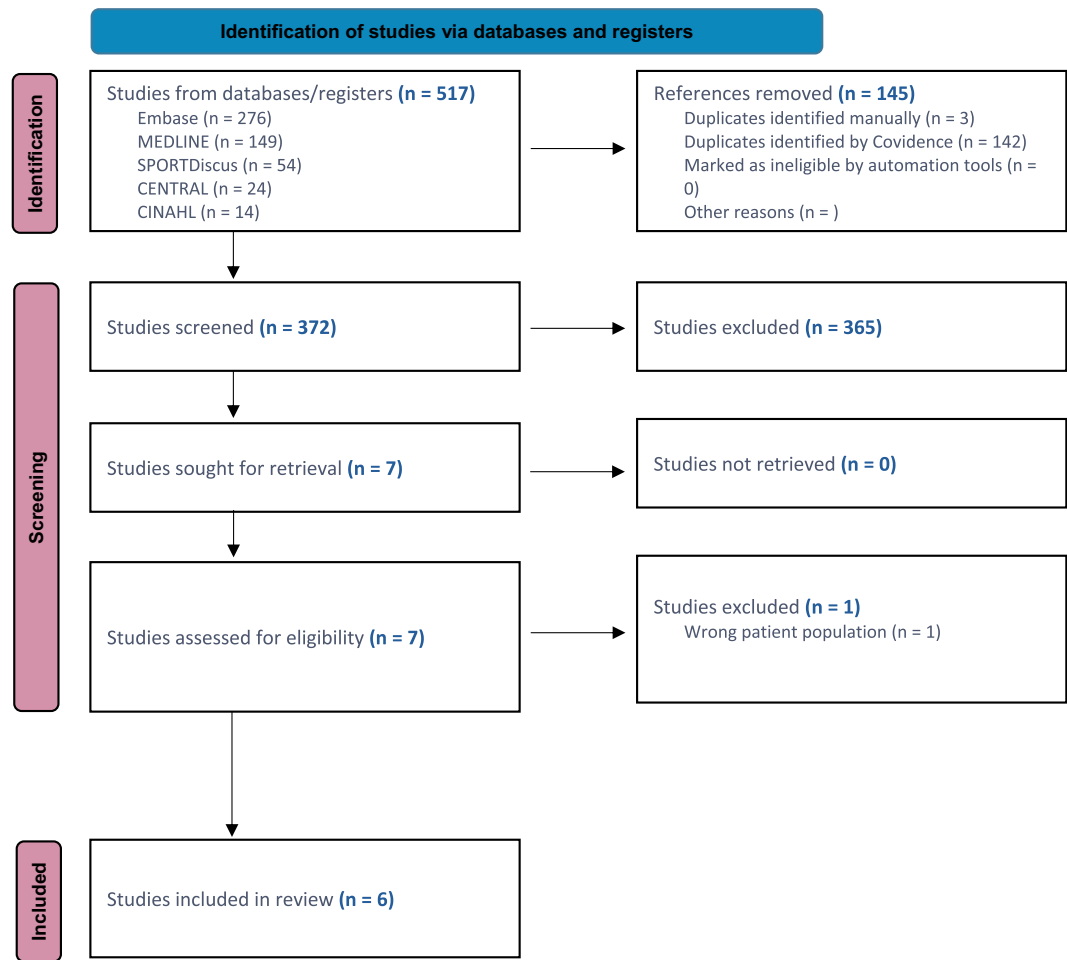 Identification of studies via databases and registers
Identification
Studies from databases/registers (n = 517)
Embase (n = 276)
MEDLINE (n = 149)
SPORTDiscus (n = 54)
CENTRAL (n = 24)
CINAHL (n = 14)
References removed (n = 145)
Duplicates identified manually (n = 3)
Duplicates identified by Covidence (n = 142)
Marked as ineligible by automation tools (n =
0)
Other reasons (n = )
Screening
Studies screened (n = 372)
Studies excluded (n = 365)
Studies sought for retrieval (n = 7)
Studies not retrieved (n = 0)
Studies assessed for eligibility (n = 7)
Studies excluded (n = 1)
Wrong patient population (n = 1)
Included
Studies included in review (n = 6)